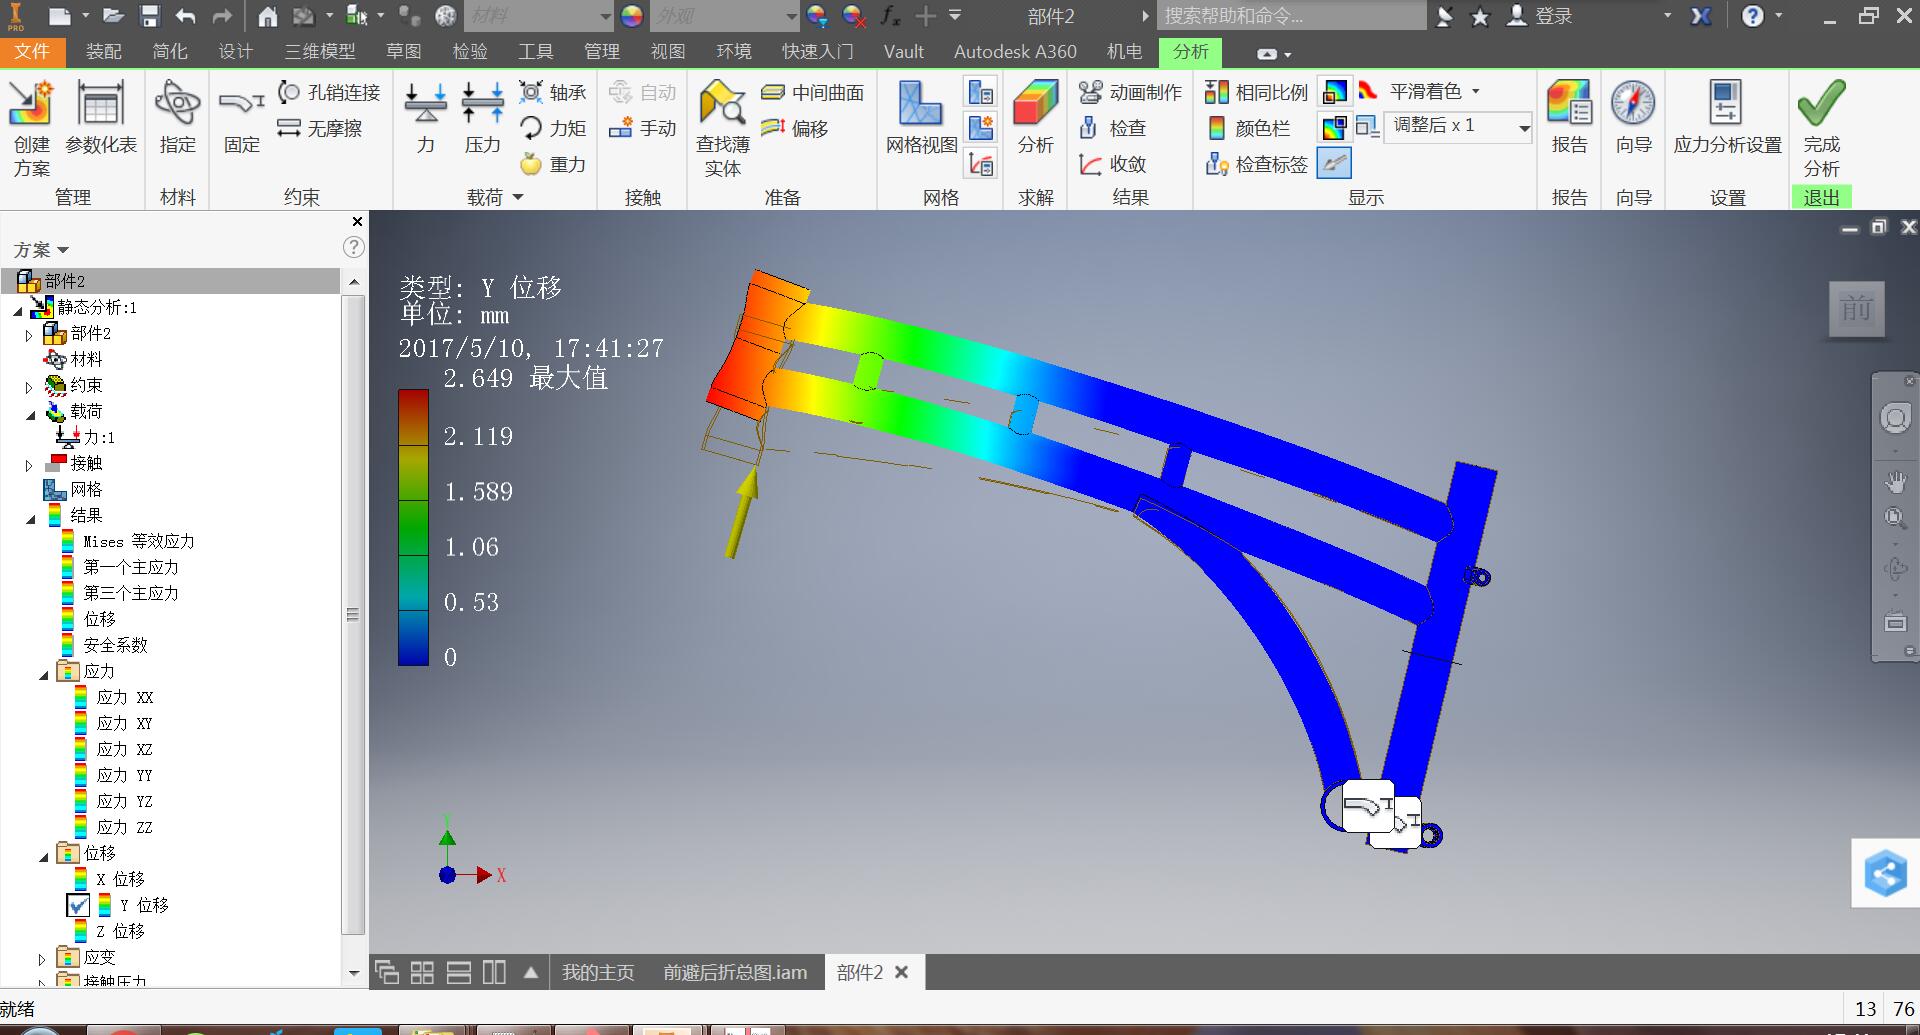 PRO
材料
外观
fx
部件2
搜索帮助和命令...
登录
文件 装配 简化 设计 三维模型 草图 检验 工具 管理 视图 环境 快速入门 Vault Autodesk A360 机电 分析
创建方案
参数化表
管理
指定
材料
固定
孔销连接
无摩擦
约束
力
压力
轴承
力矩
重力
载荷
自动
手动
接触
查找薄实体
中间曲面
偏移
准备
网格视图
网格
分析
求解
动画制作
检查
收敛
结果
相同比例
颜色栏
检查标签
平滑着色
调整后 x 1
显示
报告
报告
向导
向导
应力分析设置
设置
完成分析
退出
方案
部件2
静态分析:1
部件2
材料
约束
载荷
力:1
接触
网格
结果
Mises 等效应力
第一个主应力
第三个主应力
位移
安全系数
应力
应力 XX
应力 XY
应力 XZ
应力 YY
应力 YZ
应力 ZZ
位移
X 位移
Y 位移
Z 位移
应变
接触压力
类型: Y 位移
单位: mm
2017/5/10, 17:41:27
2.649 最大值
2.119
1.589
1.06
0.53
0
Y
X
前
我的主页 前避后折总图.iam 部件2
就绪
13 76